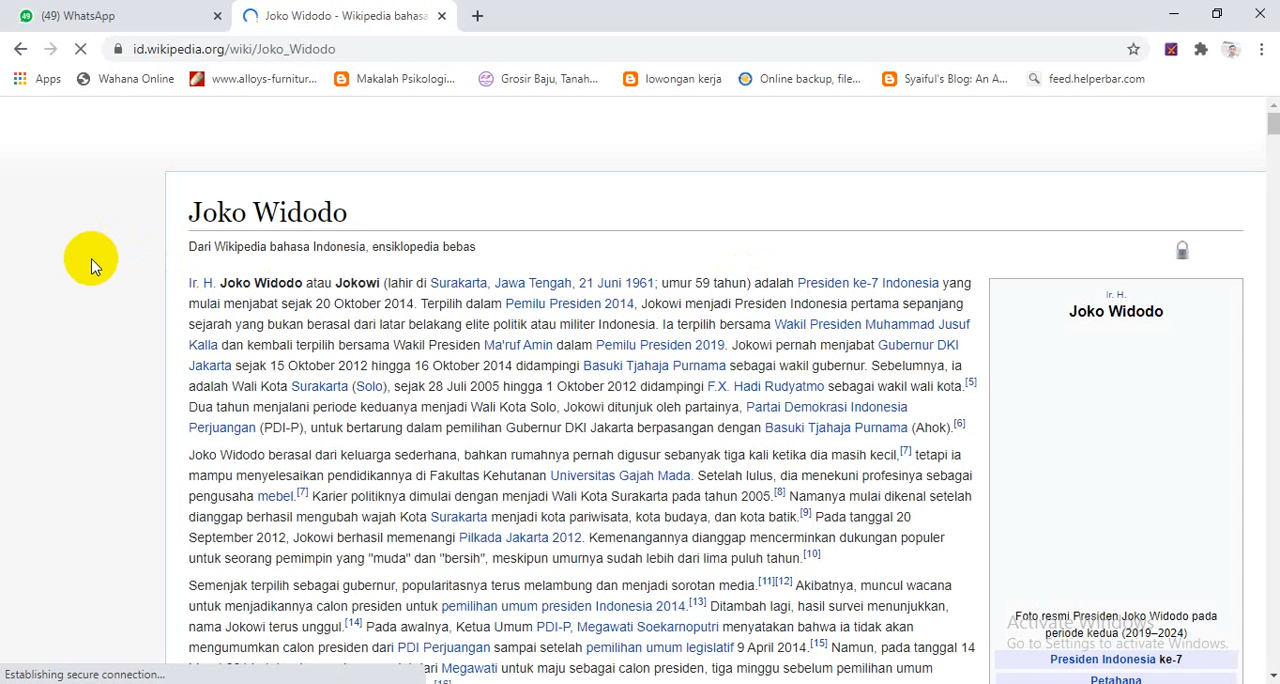 (49) WhatsApp
Joko Widodo - Wikipedia bahasa
id.wikipedia.org/wiki/Joko_Widodo
Apps
Wahana Online
www.alloys-furnitur...
Makalah Psikologi...
Grosir Baju, Tanah...
lowongan kerja
Online backup, file...
Syaiful's Blog: An A...
feed.helperbar.com
Joko Widodo
Dari Wikipedia bahasa Indonesia, ensiklopedia bebas
Ir. H. Joko Widodo atau Jokowi (lahir di Surakarta, Jawa Tengah, 21 Juni 1961; umur 59 tahun) adalah Presiden ke-7 Indonesia yang
mulai menjabat sejak 20 Oktober 2014. Terpilih dalam Pemilu Presiden 2014, Jokowi menjadi Presiden Indonesia pertama sepanjang
sejarah yang bukan berasal dari latar belakang elite politik atau militer Indonesia. Ia terpilih bersama Wakil Presiden Muhammad Jusuf
Kalla dan kembali terpilih bersama Wakil Presiden Ma'ruf Amin dalam Pemilu Presiden 2019. Jokowi pernah menjabat Gubernur DKI
Jakarta sejak 15 Oktober 2012 hingga 16 Oktober 2014 didampingi Basuki Tjahaja Purnama sebagai wakil gubernur. Sebelumnya, ia
adalah Wali Kota Surakarta (Solo), sejak 28 Juli 2005 hingga 1 Oktober 2012 didampingi F.X. Hadi Rudyatmo sebagai wakil wali kota.[5]
Dua tahun menjalani periode keduanya menjadi Wali Kota Solo, Jokowi ditunjuk oleh partainya, Partai Demokrasi Indonesia
Perjuangan (PDI-P), untuk bertarung dalam pemilihan Gubernur DKI Jakarta berpasangan dengan Basuki Tjahaja Purnama (Ahok).[6]
Joko Widodo berasal dari keluarga sederhana, bahkan rumahnya pernah digusur sebanyak tiga kali ketika dia masih kecil,[7] tetapi ia
mampu menyelesaikan pendidikannya di Fakultas Kehutanan Universitas Gajah Mada. Setelah lulus, dia menekuni profesinya sebagai
pengusaha mebel.[7] Karier politiknya dimulai dengan menjadi Wali Kota Surakarta pada tahun 2005.[8] Namanya mulai dikenal setelah
dianggap berhasil mengubah wajah Kota Surakarta menjadi kota pariwisata, kota budaya, dan kota batik.[9] Pada tanggal 20
September 2012, Jokowi berhasil memenangi Pilkada Jakarta 2012. Kemenangannya dianggap mencerminkan dukungan populer
untuk seorang pemimpin yang "muda" dan "bersih", meskipun umurnya sudah lebih dari lima puluh tahun.[10]
Semenjak terpilih sebagai gubernur, popularitasnya terus melambung dan menjadi sorotan media.[11][12] Akibatnya, muncul wacana
untuk menjadikannya calon presiden untuk pemilihan umum presiden Indonesia 2014.[13] Ditambah lagi, hasil survei menunjukkan,
nama Jokowi terus unggul.[14] Pada awalnya, Ketua Umum PDI-P, Megawati Soekarnoputri menyatakan bahwa ia tidak akan
mengumumkan calon presiden dari PDI Perjuangan sampai setelah pemilihan umum legislatif 9 April 2014.[15] Namun, pada tanggal 14
dari Megawati untuk maju sebagai calon presiden, tiga minggu sebelum pemilihan umum
Ir. H.
Joko Widodo
Foto resmi Presiden Joko Widodo pada
periode kedua (2019–2024)
Presiden Indonesia ke-7
Petahana
Activate Windows
Go to Settings to activate Windows.
Establishing secure connection...